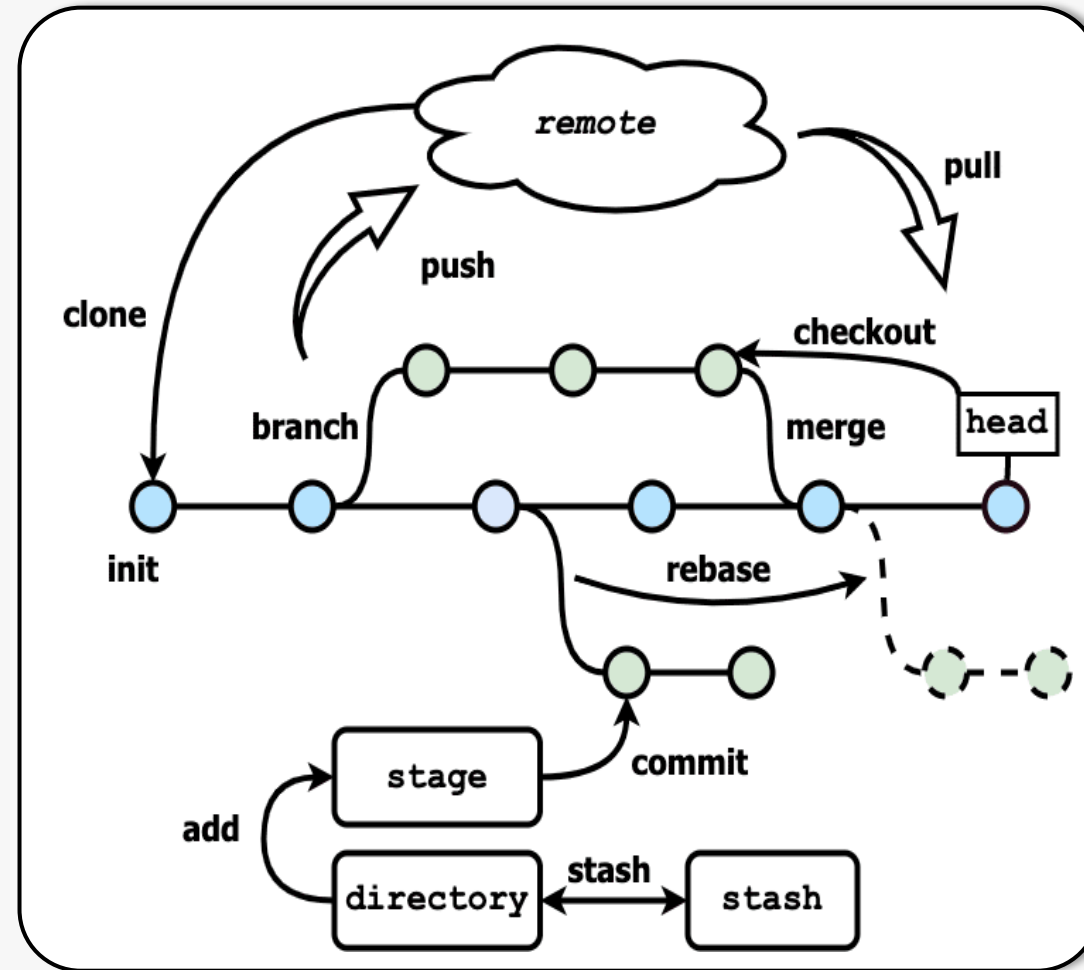 remote
pull
push
clone
checkout
branch
merge
head
init
rebase
stage
commit
add
directory
stash
stash